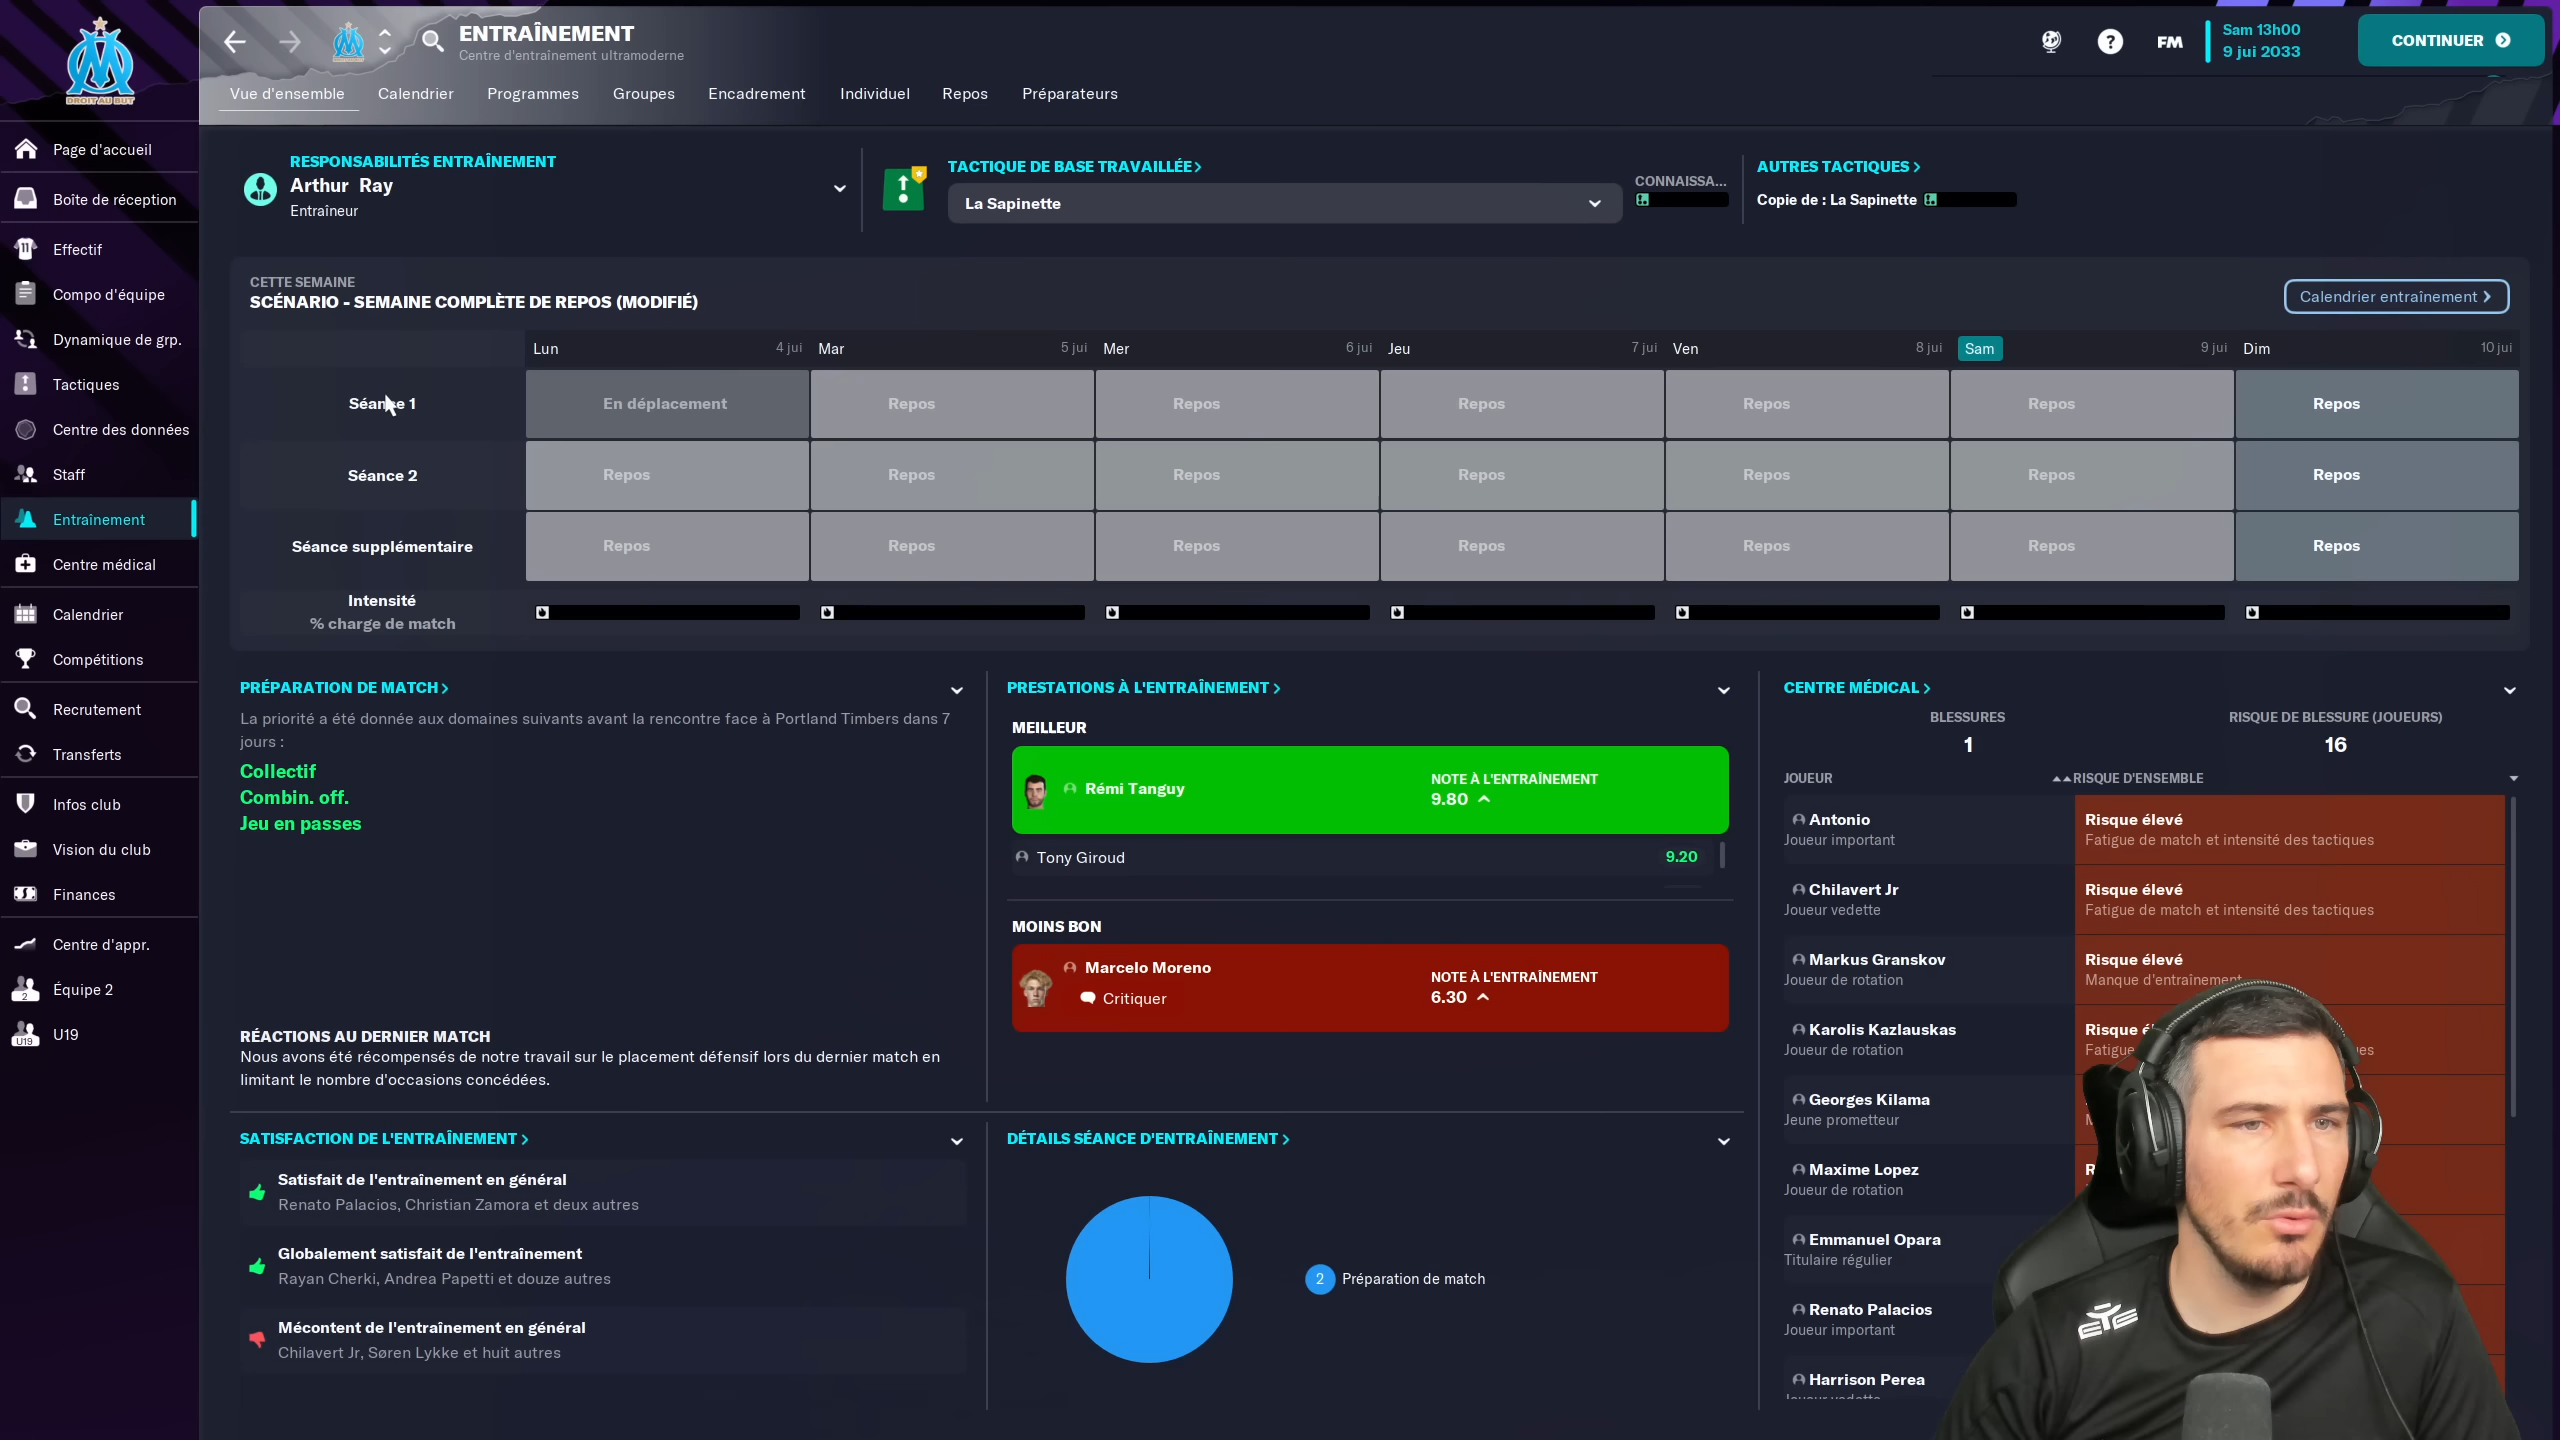 DROIT AU BUT
ENTRAÎNEMENT
Centre d'entraînement ultramoderne
FM
Sam 13h00
9 jui 2033
CONTINUER
Vue d'ensemble
Calendrier
Programmes
Groupes
Encadrement
Individuel
Repos
Préparateurs
Page d'accueil
Boîte de réception
Effectif
Compo d'équipe
Dynamique de grp.
Tactiques
Centre des données
Staff
Entraînement
Centre médical
Calendrier
Compétitions
Recrutement
Transferts
Infos club
Vision du club
Finances
Centre d'appr.
2
Équipe 2
U19
U19
RESPONSABILITÉS ENTRAÎNEMENT
Arthur Ray
Entraîneur
TACTIQUE DE BASE TRAVAILLÉE
La Sapinette
CONNAISSA...
AUTRES TACTIQUES
Copie de : La Sapinette
CETTE SEMAINE
SCÉNARIO - SEMAINE COMPLÈTE DE REPOS (MODIFIÉ)
Calendrier entraînement
Lun 4 jui Mar 5 jui Mer 6 jui Jeu 7 jui Ven 8 jui Sam 9 jui Dim 10 jui
Séance 1 En déplacement Repos Repos Repos Repos Repos Repos
Séance 2 Repos Repos Repos Repos Repos Repos Repos
Séance supplémentaire Repos Repos Repos Repos Repos Repos Repos
Intensité
% charge de match
PRÉPARATION DE MATCH
La priorité a été donnée aux domaines suivants avant la rencontre face à Portland Timbers dans 7
jours :
Collectif
Combin. off.
Jeu en passes
RÉACTIONS AU DERNIER MATCH
Nous avons été récompensés de notre travail sur le placement défensif lors du dernier match en
limitant le nombre d'occasions concédées.
PRESTATIONS À L'ENTRAÎNEMENT
MEILLEUR
Rémi Tanguy
NOTE À L'ENTRAÎNEMENT
9.80
Tony Giroud 9.20
MOINS BON
Marcelo Moreno
Critiquer
NOTE À L'ENTRAÎNEMENT
6.30
CENTRE MÉDICAL
BLESSURES
1
RISQUE DE BLESSURE (JOUEURS)
16
JOUEUR RISQUE D'ENSEMBLE
Antonio Risque élevé
Joueur important Fatigue de match et intensité des tactiques
Chilavert Jr Risque élevé
Joueur vedette Fatigue de match et intensité des tactiques
Markus Granskov Risque élevé
Joueur de rotation Manque d'entraînement
Karolis Kazlauskas Risque
Joueur de rotation Fatigue
Georges Kilama
Jeune prometteur
Maxime Lopez
Joueur de rotation
Emmanuel Opara
Titulaire régulier
Renato Palacios
Joueur important
Harrison Perea
Joueur vedette
SATISFACTION DE L'ENTRAÎNEMENT
Satisfait de l'entraînement en général
Renato Palacios, Christian Zamora et deux autres
Globalement satisfait de l'entraînement
Rayan Cherki, Andrea Papetti et douze autres
Mécontent de l'entraînement en général
Chilavert Jr, Søren Lykke et huit autres
DÉTAILS SÉANCE D'ENTRAÎNEMENT
2 Préparation de match